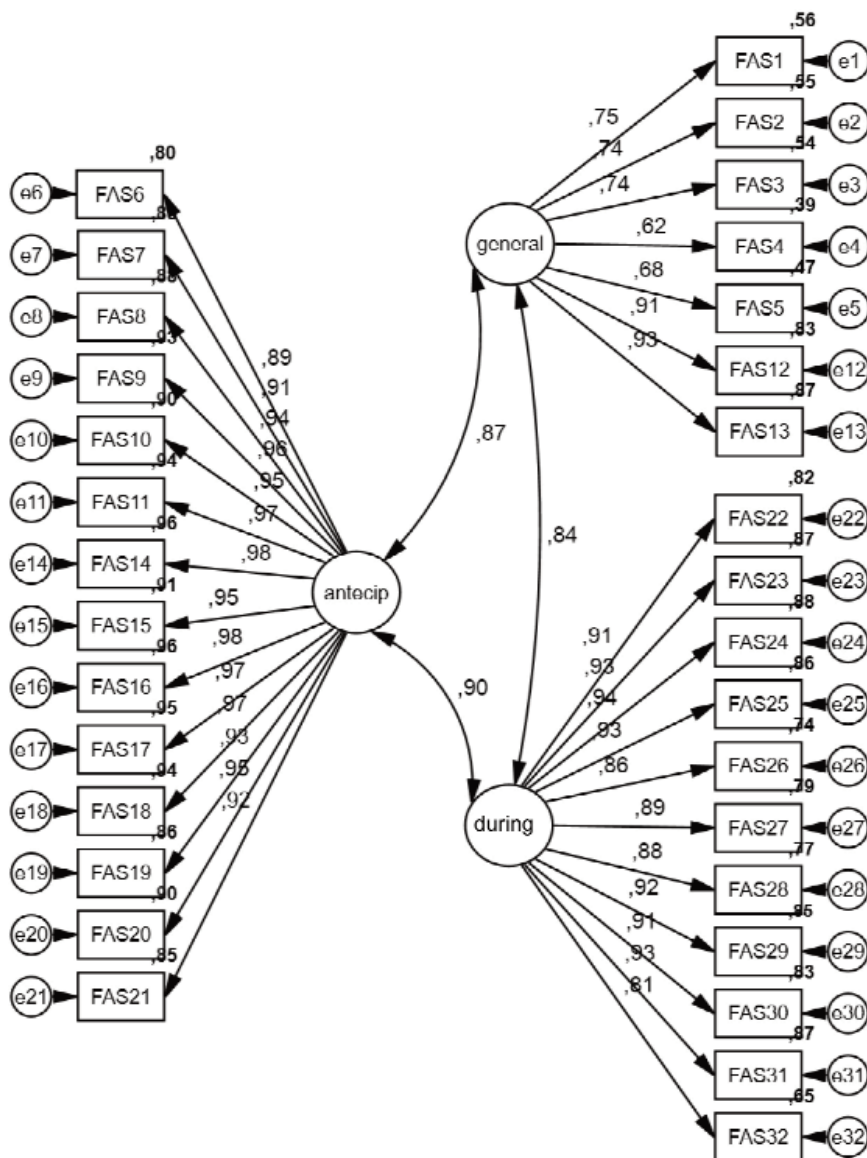 ,56
FAS1 e1
,55
,75
FAS2 e2
,54
,74
FAS3 e3
,39
,74
general
,62
FAS4 e4
,47
,68
FAS5 e5
,83
,91
FAS12 e12
,87
,93
FAS13 e13
,80
e6 FAS6
e7 FAS7
e8 FAS8
,93
e9 FAS9
,90
e10 FAS10
,94
e11 FAS11
,96
e14 FAS14
,91
e15 FAS15
,96
e16 FAS16
,95
e17 FAS17
,94
e18 FAS18
,86
e19 FAS19
,90
e20 FAS20
,85
e21 FAS21
,89
,91
,94
,96
,95
,97
,98
antecip
,95
,98
,97
,97
,93
,95
,92
,87
,84
,90
,82
FAS22 e22
,87
FAS23 e23
,88
FAS24 e24
,86
FAS25 e25
,74
FAS26 e26
,79
FAS27 e27
,77
FAS28 e28
,85
FAS29 e29
,83
FAS30 e30
,87
FAS31 e31
,65
FAS32 e32
,91
,93
,94
,93
,86
during
,89
,88
,92
,91
,93
,81